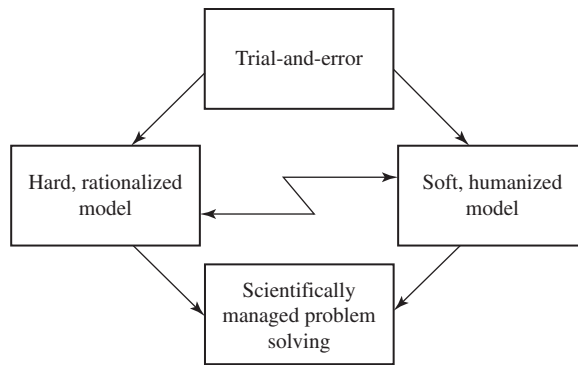 Trial-and-error
Hard, rationalized
model
Soft, humanized
model
Scientifically
managed problem
solving